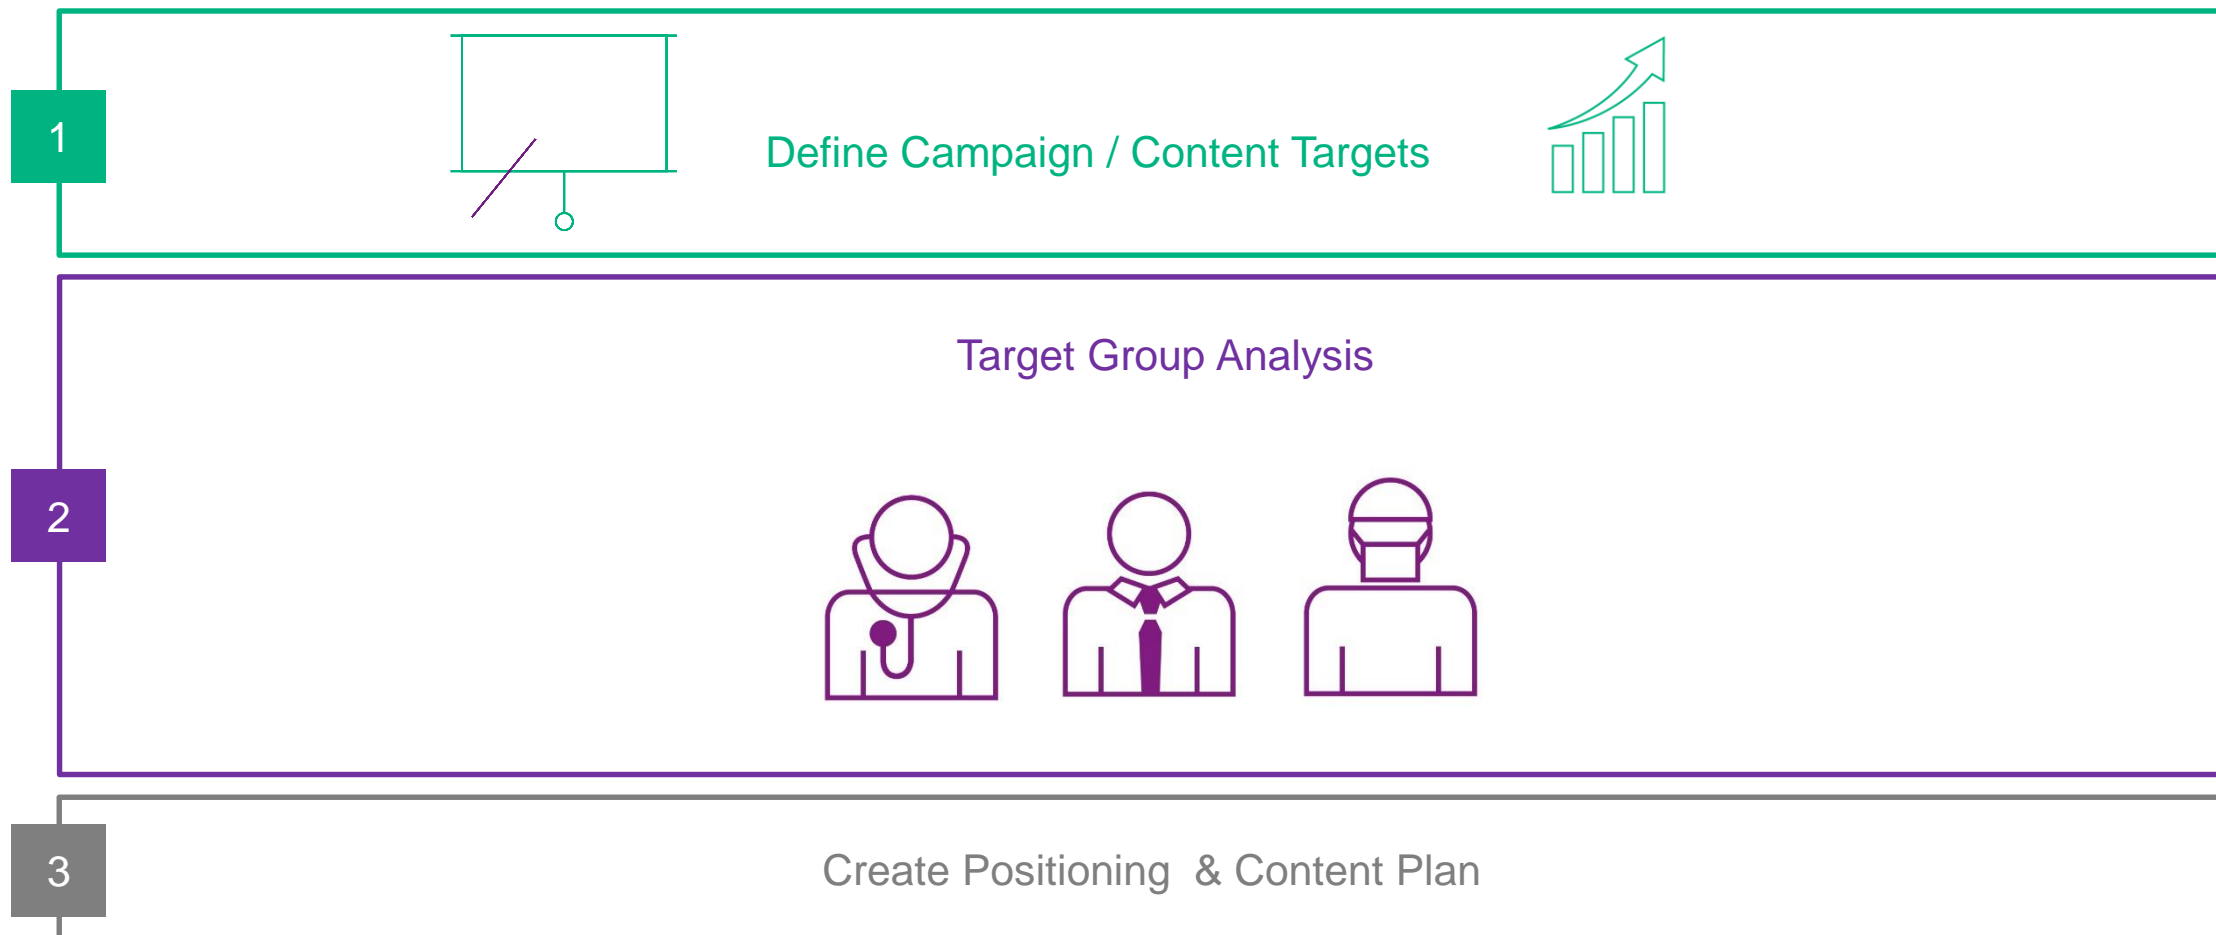 1
Define Campaign / Content Targets
Target Group Analysis
2
3
Create Positioning  & Content Plan